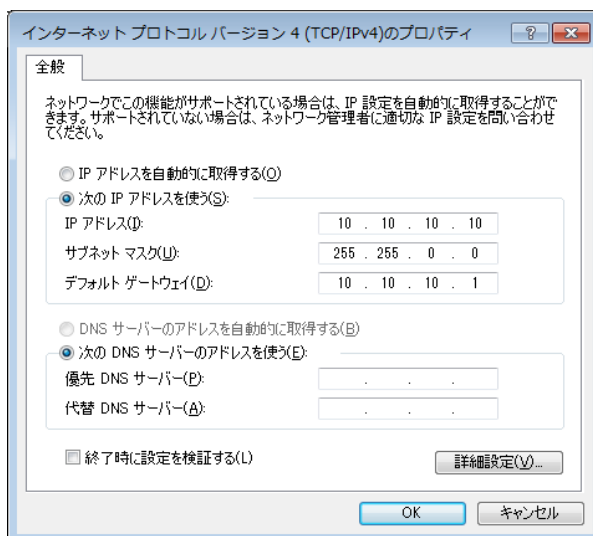 インターネット プロトコル バージョン 4 (TCP/IPv4)のプロパティ
全般
ネットワークでこの機能がサポートされている場合は、IP 設定を自動的に取得することがで
きます。サポートされていない場合は、ネットワーク管理者に適切な IP 設定を問い合わせ
てください。
IP アドレスを自動的に取得する(O)
次の IP アドレスを使う(S):
IP アドレス(I): 10 . 10 . 10 . 10
サブネット マスク(U): 255 . 255 . 0 . 0
デフォルト ゲートウェイ(D): 10 . 10 . 10 . 1
DNS サーバーのアドレスを自動的に取得する(B)
次の DNS サーバーのアドレスを使う(E):
優先 DNS サーバー(P): . . .
代替 DNS サーバー(A): . . .
終了時に設定を検証する(L)
詳細設定(V)...
OK キャンセル